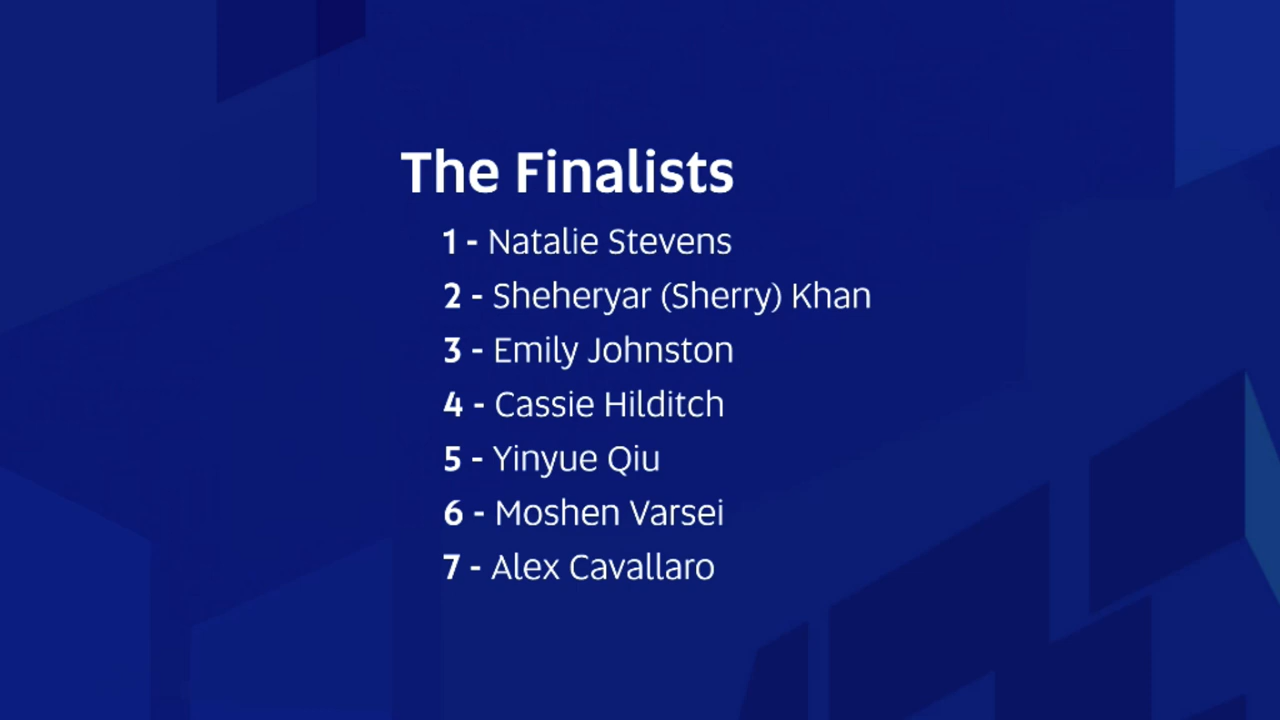 The Finalists
1 - Natalie Stevens
2 - Sheheryar (Sherry) Khan
3 - Emily Johnston
4 - Cassie Hilditch
5 - Yinyue Qiu
6 - Moshen Varsei
7 - Alex Cavallaro